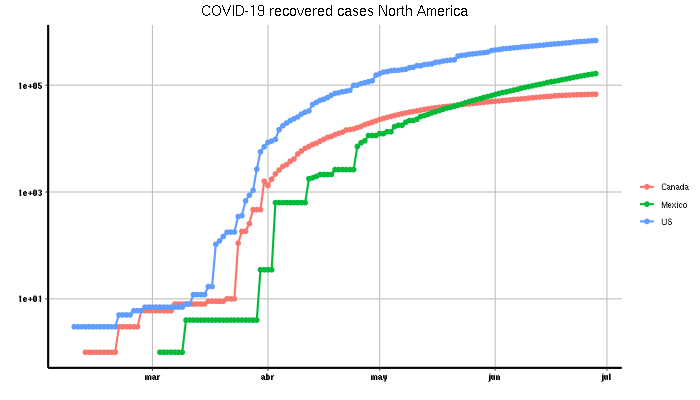 COVID-19 recovered cases North America
1e+05
1e+03
1e+01
mar
abr
may
jun
jul
Canada
Mexico
US